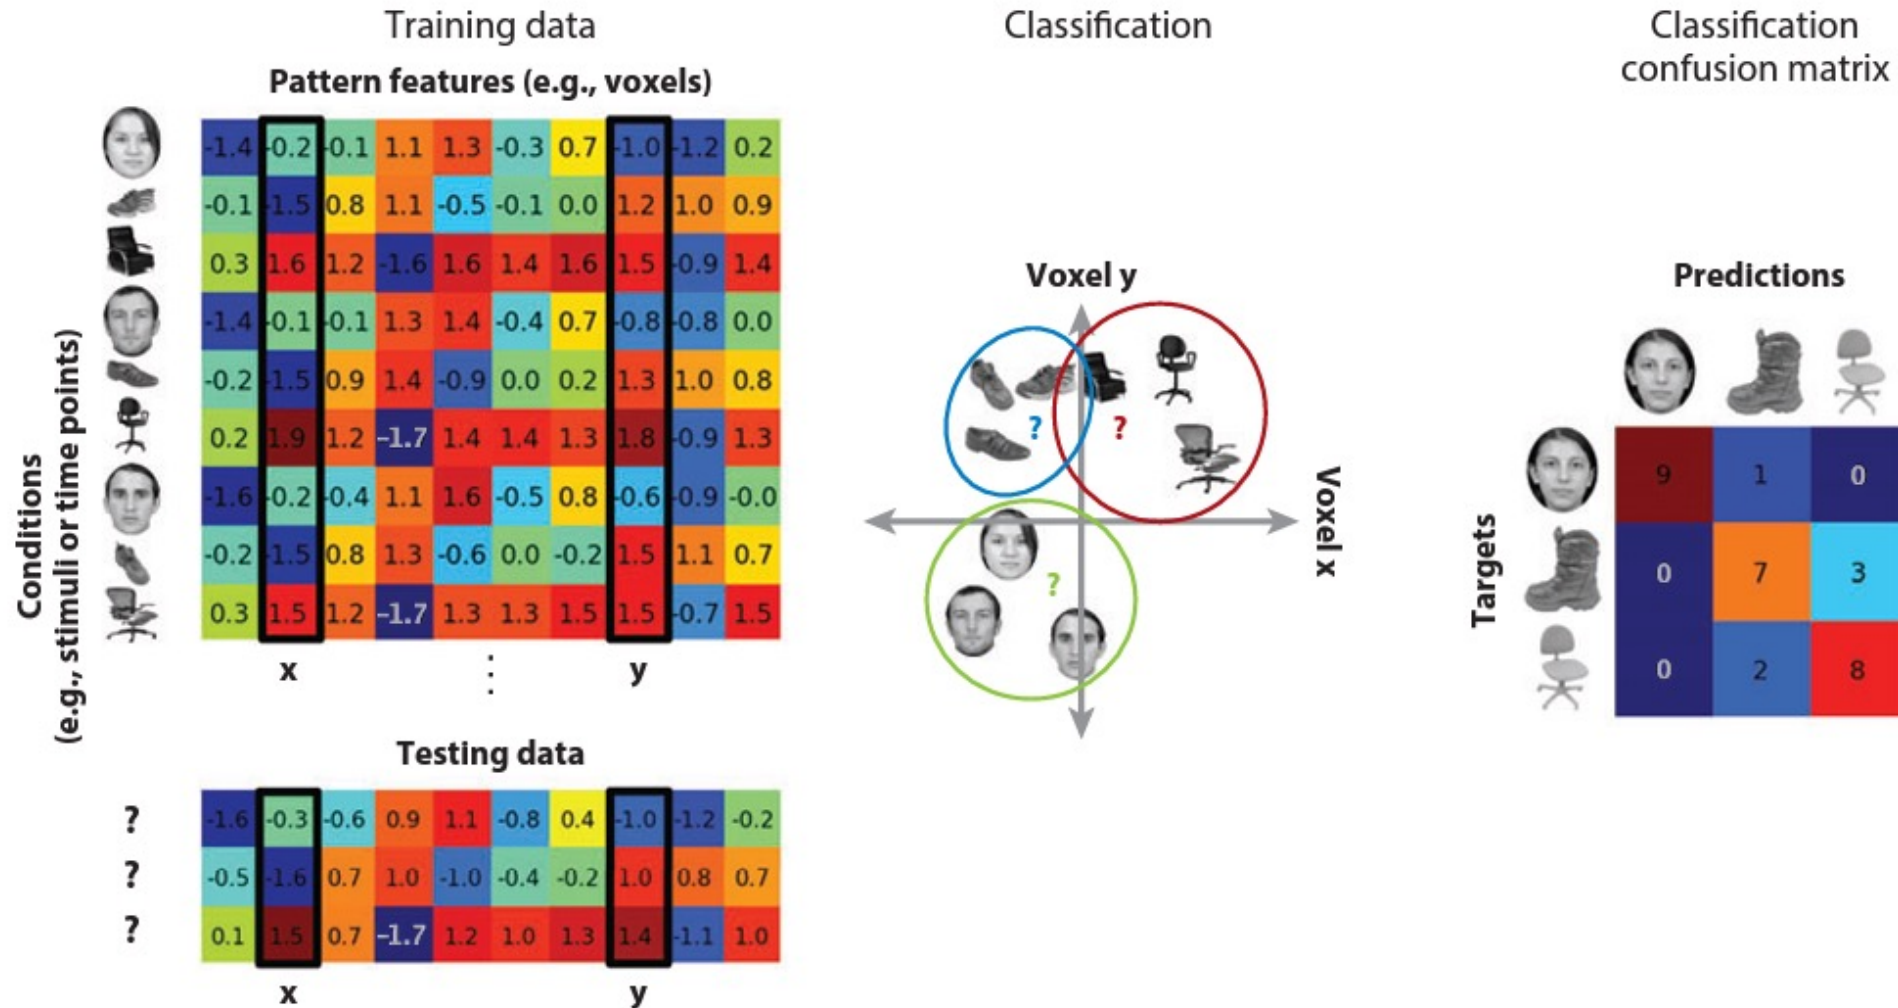 Training data
Classification
Classification
confusion matrix
Pattern features (e.g., voxels)
Conditions
(e.g., stimuli or time points)
-1.4 -0.2 -0.1 1.1 1.3 -0.3 0.7 -1.0 -1.2 0.2
-0.1 -1.5 0.8 1.1 -0.5 -0.1 0.0 1.2 1.0 0.9
0.3 1.6 1.2 -1.6 1.6 1.4 1.6 1.5 -0.9 1.4
-1.4 -0.1 -0.1 1.3 1.4 -0.4 0.7 -0.8 -0.8 0.0
-0.2 -1.5 0.9 1.4 -0.9 0.0 0.2 1.3 1.0 0.8
0.2 1.9 1.2 –1.7 1.4 1.4 1.3 1.8 -0.9 1.3
-1.6 -0.2 -0.4 1.1 1.6 -0.5 0.8 -0.6 -0.9 -0.0
-0.2 -1.5 0.8 1.3 -0.6 0.0 -0.2 1.5 1.1 0.7
0.3 1.5 1.2 –1.7 1.3 1.3 1.5 1.5 -0.7 1.5
x ⋮ y
Testing data
? -1.6 -0.3 -0.6 0.9 1.1 -0.8 0.4 -1.0 -1.2 -0.2
? -0.5 -1.6 0.7 1.0 -1.0 -0.4 -0.2 1.0 0.8 0.7
? 0.1 1.5 0.7 –1.7 1.2 1.0 1.3 1.4 -1.1 1.0
x y
Voxel y
? ?
Voxel x
?
Predictions
Targets
9 1 0
0 7 3
0 2 8